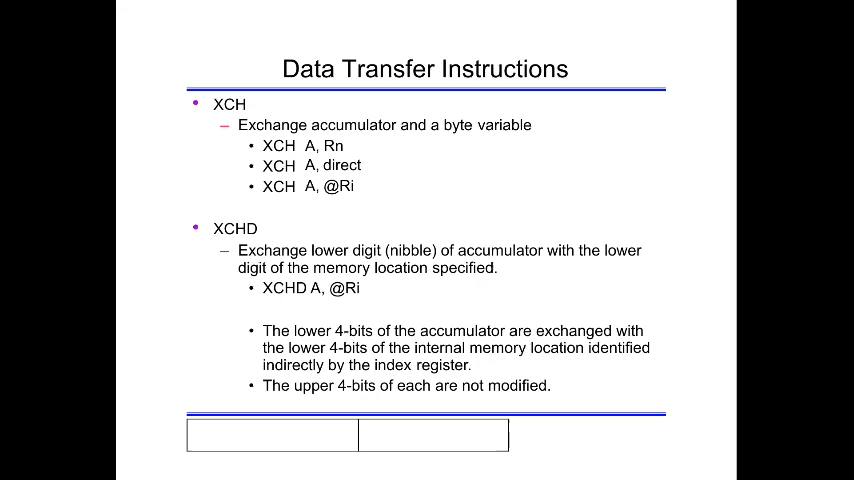 Data Transfer Instructions
• XCH
– Exchange accumulator and a byte variable
• XCH A, Rn
• XCH A, direct
• XCH A, @Ri
• XCHD
– Exchange lower digit (nibble) of accumulator with the lower
digit of the memory location specified.
• XCHD A, @Ri
• The lower 4-bits of the accumulator are exchanged with
the lower 4-bits of the internal memory location identified
indirectly by the index register.
• The upper 4-bits of each are not modified.